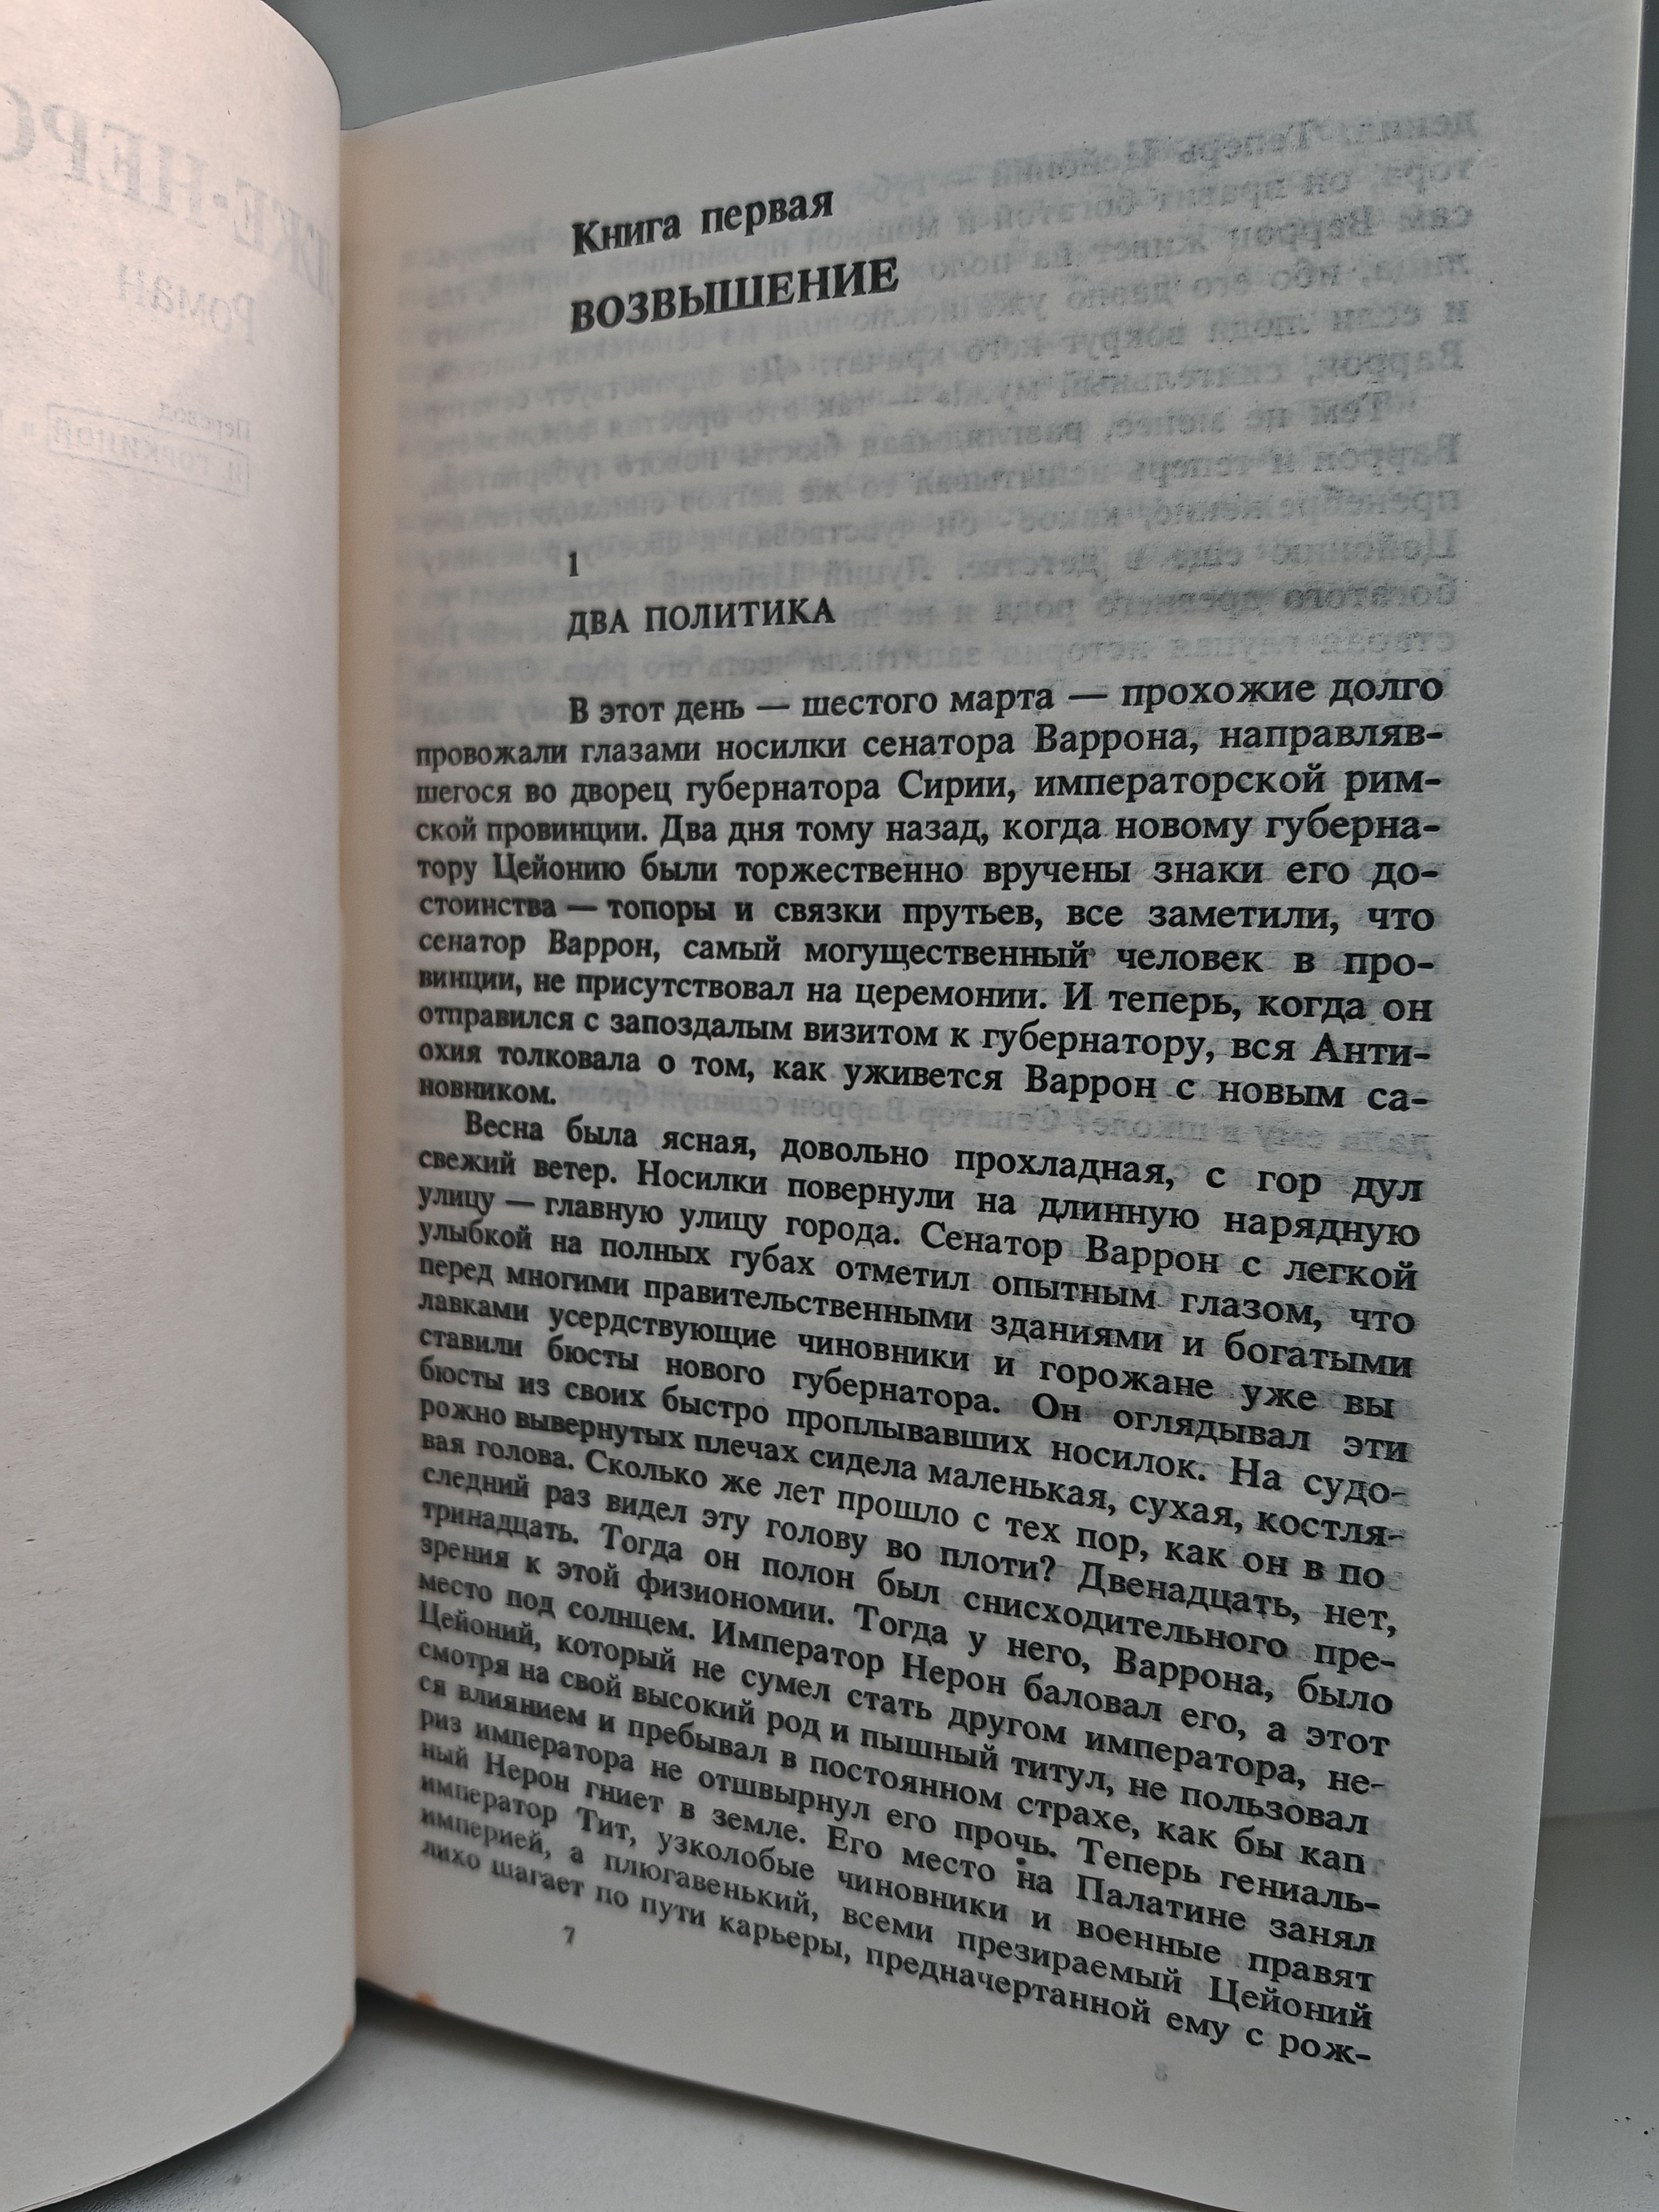 Книга первая
ВОЗВЫШЕНИЕ
1
ДВА ПОЛИТИКА
В этот день — шестого марта — прохожие долго
провожали глазами носилки сенатора Варрона, направляв-
шегося во дворец губернатора Сирии, императорской рим-
ской провинции. Два дня тому назад, когда новому губерна-
тору Цейонию были торжественно вручены знаки его до-
стоинства — топоры и связки прутьев, все заметили, что
сенатор Варрон, самый могущественный человек в про-
винции, не присутствовал на церемонии. И теперь, когда он
отправился с запоздалым визитом к губернатору, вся Анти-
охия толковала о том, как уживется Варрон с новым са-
новником.
Весна была ясная, довольно прохладная, с гор дул
свежий ветер. Носилки повернули на длинную нарядную
улицу — главную улицу города. Сенатор Варрон с легкой
улыбкой на полных губах отметил опытным глазом, что
перед многими правительственными зданиями и богатыми
лавками усердствующие чиновники и горожане уже вы
ставили бюсты нового губернатора. Он оглядывал эти
бюсты из своих быстро проплывавших носилок. На судо-
рожно вывернутых плечах сидела маленькая, сухая, костля-
вая голова. Сколько же лет прошло с тех пор, как он в по
следний раз видел эту голову во плоти? Двенадцать, нет,
тринадцать. Тогда он полон был снисходительного пре-
зрения к этой физиономии. Тогда у него, Варрона, было
место под солнцем. Император Нерон баловал его, а этот
Цейоний, который не сумел стать другом императора, не-
смотря на свой высокий род и пышный титул, не пользовал
ся влиянием и пребывал в постоянном страхе, как бы кап
риз императора не отшвырнул его прочь. Теперь гениаль-
ный Нерон гниет в земле. Его место на Палатине занял
император Тит, узколобые чиновники и военные правят
империей, а плюгавенький, всеми презираемый Цейоний
лихо шагает по пути карьеры, предначертанной ему с рож-
7